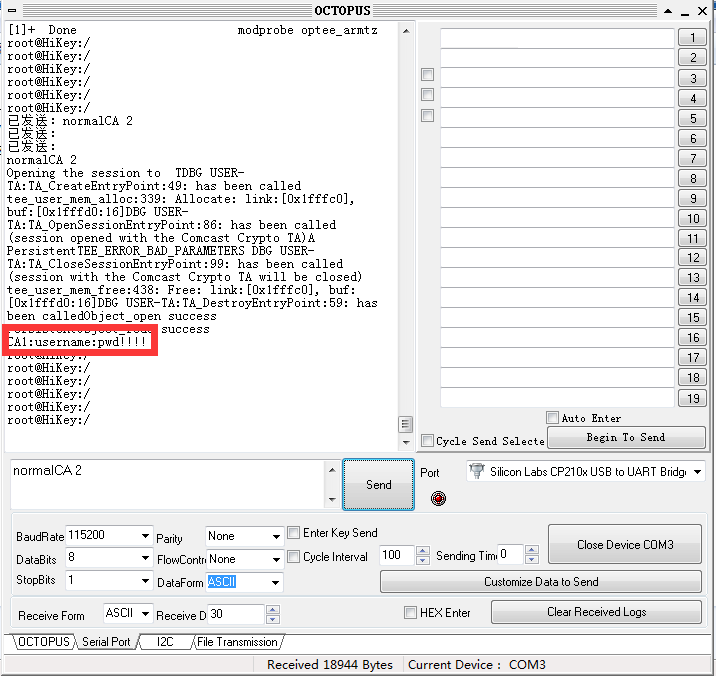 OCTOPUS
[1]+  Done                    modprobe optee_armtz
root@HiKey:/
root@HiKey:/
root@HiKey:/
root@HiKey:/
root@HiKey:/
root@HiKey:/
已发送: normalCA 2
已发送:
已发送:
normalCA 2
Opening the session to  TDBG USER-
TA:TA_CreateEntryPoint:49: has been called
tee_user_mem_alloc:339: Allocate: link:[0x1fffc0],
buf:[0x1fffd0:16]DBG USER-
TA:TA_OpenSessionEntryPoint:86: has been called
(session opened with the Comcast Crypto TA)A
PersistentTEE_ERROR_BAD_PARAMETERS DBG USER-
TA:TA_CloseSessionEntryPoint:99: has been called
(session with the Comcast Crypto TA will be closed)
tee_user_mem_free:438: Free: link:[0x1fffc0], buf:
[0x1fffd0:16]DBG USER-TA:TA_DestroyEntryPoint:59: has
been calledObject_open success
success
CA1:username:pwd!!!!
root@HiKey:/
root@HiKey:/
root@HiKey:/
root@HiKey:/
root@HiKey:/
root@HiKey:/
1
2
3
4
5
6
7
8
9
10
11
12
13
14
15
16
17
18
19
Auto Enter
Cycle Send Selecte
Begin To Send
normalCA 2
Send
Port
Silicon Labs CP210x USB to UART Bridge
BaudRate 115200
Parity None
Enter Key Send
DataBits 8
FlowContr None
Cycle Interval 100
Sending Time 0
Close Device COM3
StopBits 1
DataForm ASCII
Customize Data to Send
Receive Form ASCII
Receive D 30
HEX Enter
Clear Received Logs
OCTOPUS
Serial Port
I2C
File Transmission
Received 18944 Bytes
Current Device : COM3